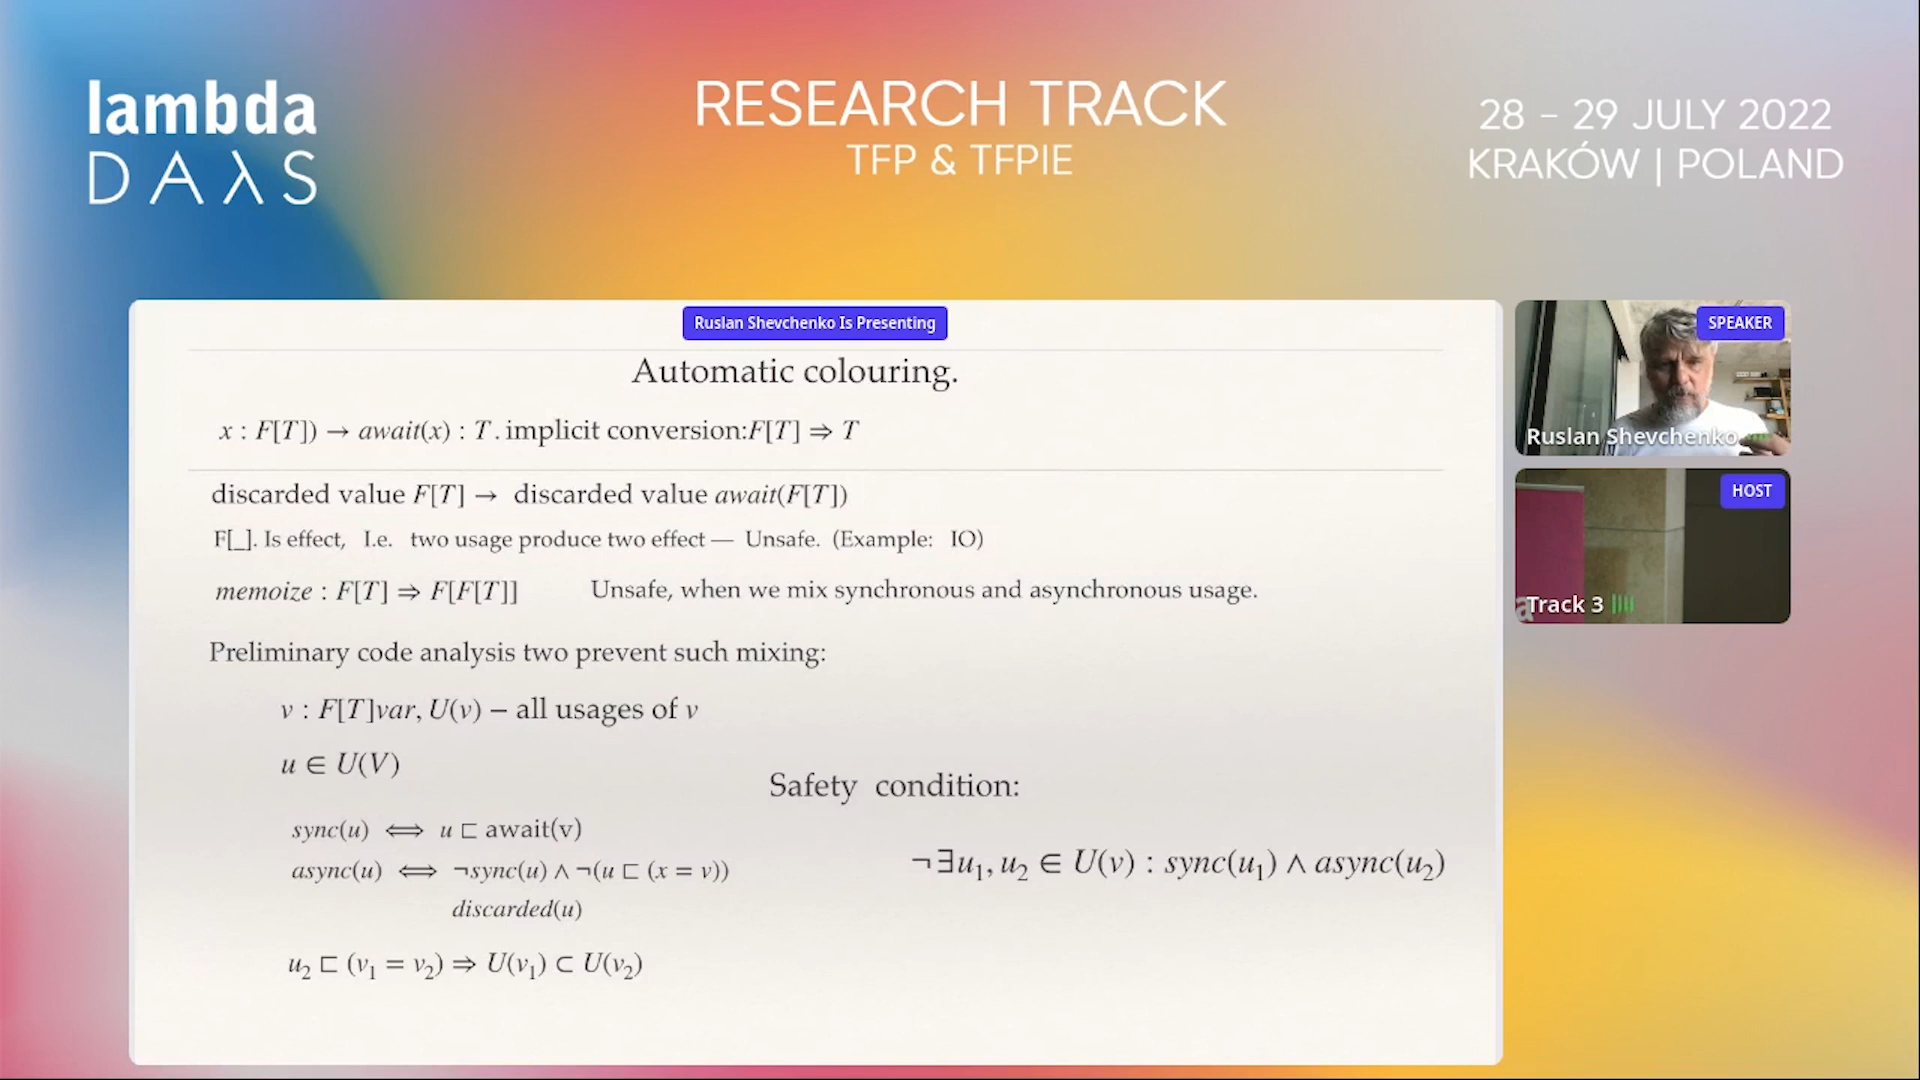 lambda
DAλS
RESEARCH TRACK
TFP & TFPIE
28 – 29 JULY 2022
KRAKÓW | POLAND
Ruslan Shevchenko Is Presenting
Automatic colouring.
x : F[T]) → await(x) : T . implicit conversion:F[T] ⇒ T
discarded value F[T] → discarded value await(F[T])
F[_]. Is effect, I.e. two usage produce two effect — Unsafe. (Example: IO)
memoize : F[T] ⇒ F[F[T]] Unsafe, when we mix synchronous and asynchronous usage.
Preliminary code analysis two prevent such mixing:
v : F[T]var, U(v) – all usages of v
u ∈ U(V)
Safety condition:
sync(u) ⟺ u ⊏ await(v)
async(u) ⟺ ¬sync(u) ∧ ¬(u ⊏ (x = v))
¬∃u₁, u₂ ∈ U(v) : sync(u₁) ∧ async(u₂)
discarded(u)
u₂ ⊏ (v₁ = v₂) ⇒ U(v₁) ⊂ U(v₂)
SPEAKER
Ruslan Shevchenko
HOST
Track 3